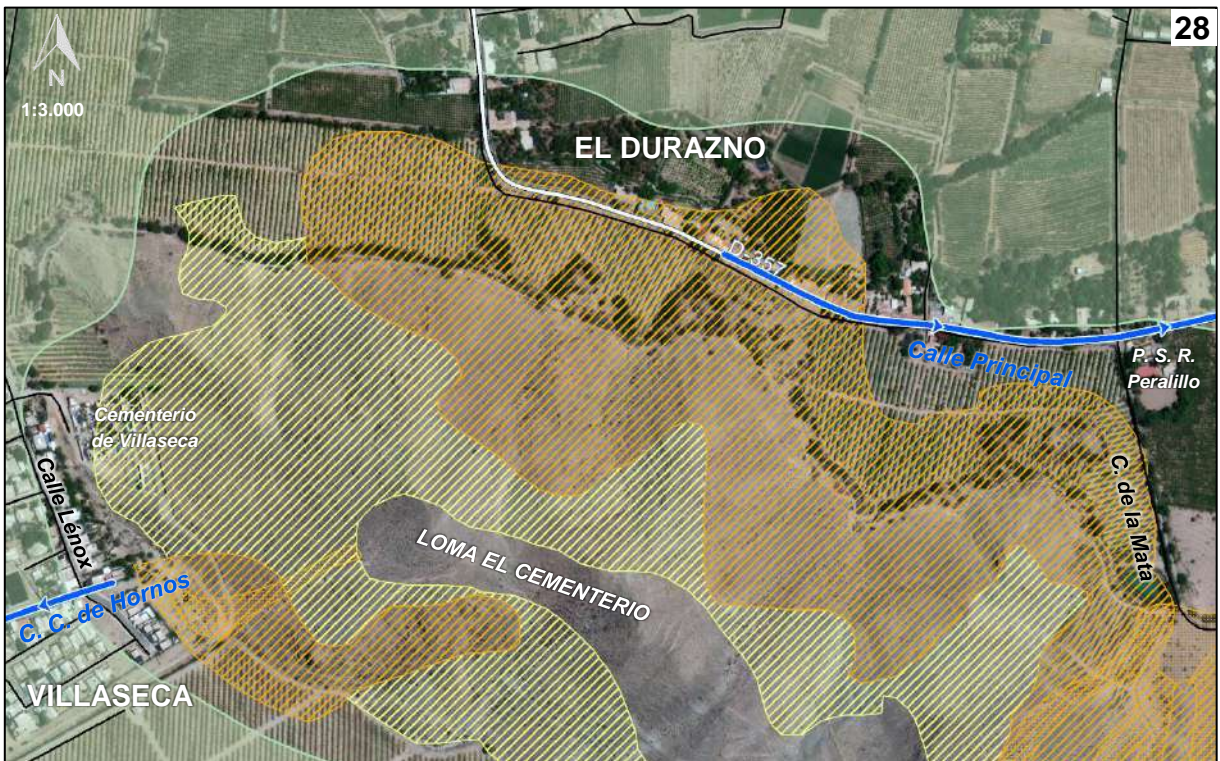 28
N
1:3.000
EL DURAZNO
D-357
Calle Principal
P. S. R.
Peralillo
Cementerio
de Villaseca
Calle Lénox
C. de la Mata
LOMA EL CEMENTERIO
C. C. de Hornos
VILLASECA